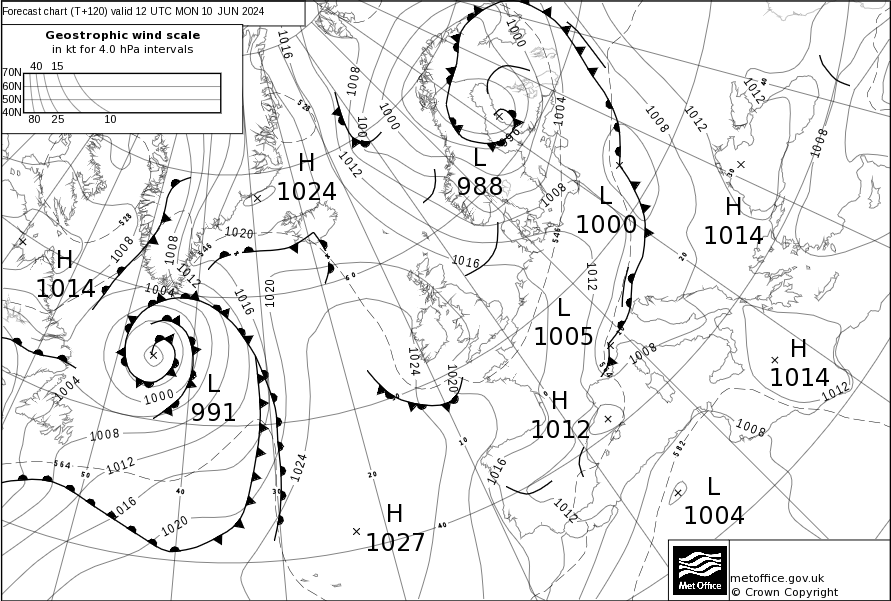 Forecast chart (T+120) valid 12 UTC MON 10 JUN 2024
Geostrophic wind scale
in kt for 4.0 hPa intervals
40 15
70N
60N
50N
40N
80 25 10
1016
1008
1000
1000
1004
1012
528
1000
1008
1012
1008
996
1012
40
H
1024
L
988
30
1008
L
1000
H
1014
528
1008
1008
1020
546
546
20
H
1014
1012
1004
1016
1020
1016
60
1012
L
1005
1008
H
1014
1024
1020
564
1004
1000
L
991
H
1012
1012
1008
1008
10
582
564
50
1012
1024
20
1016
40
30
1016
L
1004
1020
H
1027
40
1012
Met Office
metoffice.gov.uk
© Crown Copyright